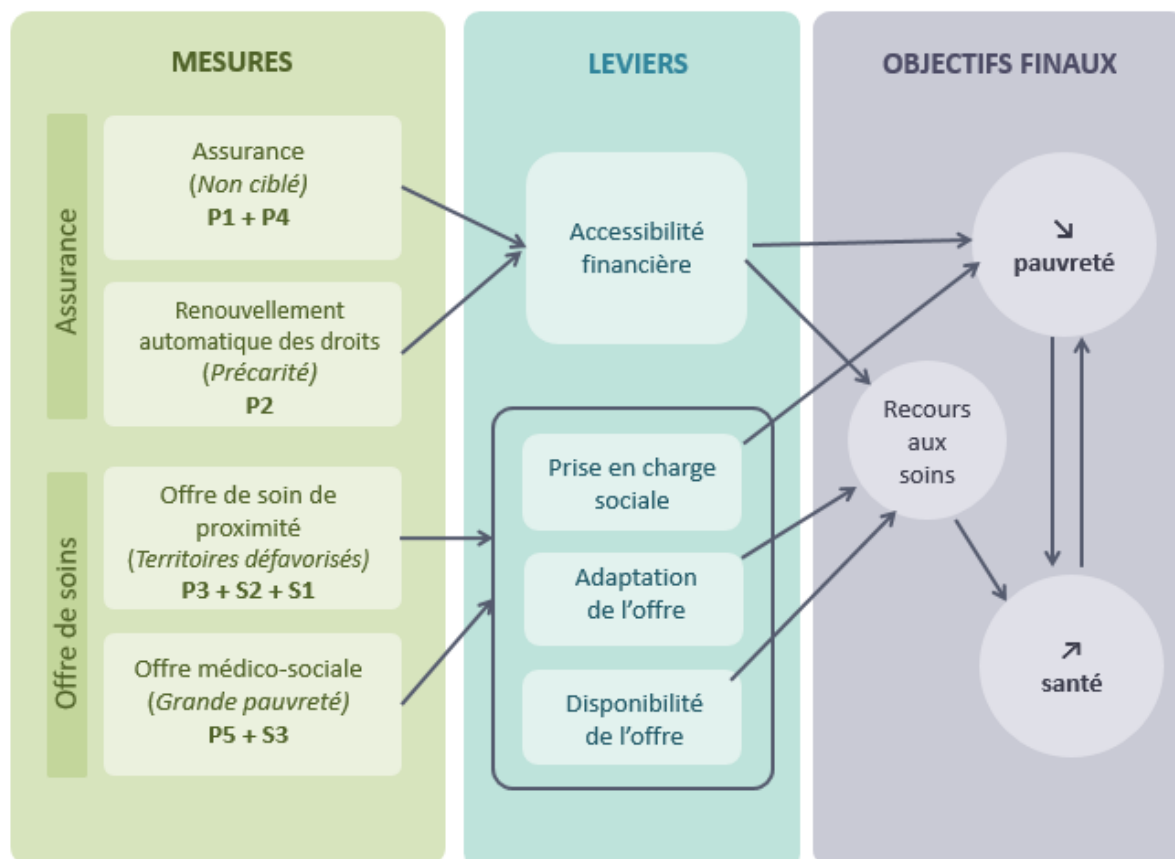 MESURES
Assurance
Assurance
(Non ciblé)
P1 + P4
Renouvellement
automatique des droits
(Précarité)
P2
Offre de soins
Offre de soin de
proximité
(Territoires défavorisés)
P3 + S2 + S1
Offre médico-sociale
(Grande pauvreté)
P5 + S3
LEVIERS
Accessibilité
financière
Prise en charge
sociale
Adaptation
de l’offre
Disponibilité
de l’offre
OBJECTIFS FINAUX
↘
pauvreté
Recours
aux
soins
↗
santé